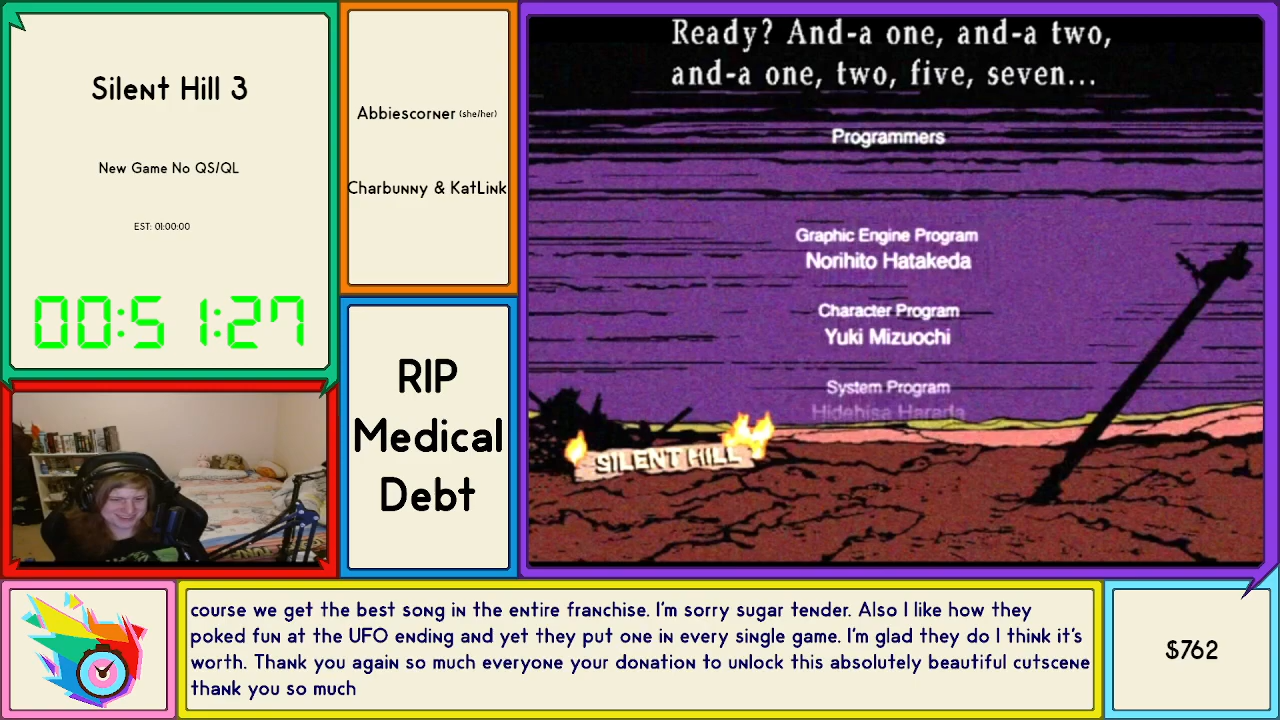 Silent Hill 3
New Game No QS/QL
EST: 01:00:00
00:51:27
Abbiescorner (she/her)
Charbunny & KatLink
RIP
Medical
Debt
Ready? And-a one, and-a two,
and-a one, two, five, seven...
Programmers
Graphic Engine Program
Norihito Hatakeda
Character Program
Yuki Mizuochi
System Program
Hidehisa Harada
SILENT HILL
course we get the best song in the entire franchise. I'm sorry sugar tender. Also I like how they
poked fun at the UFO ending and yet they put one in every single game. I'm glad they do I think it's
worth. Thank you again so much everyone your donation to unlock this absolutely beautiful cutscene
thank you so much
$762